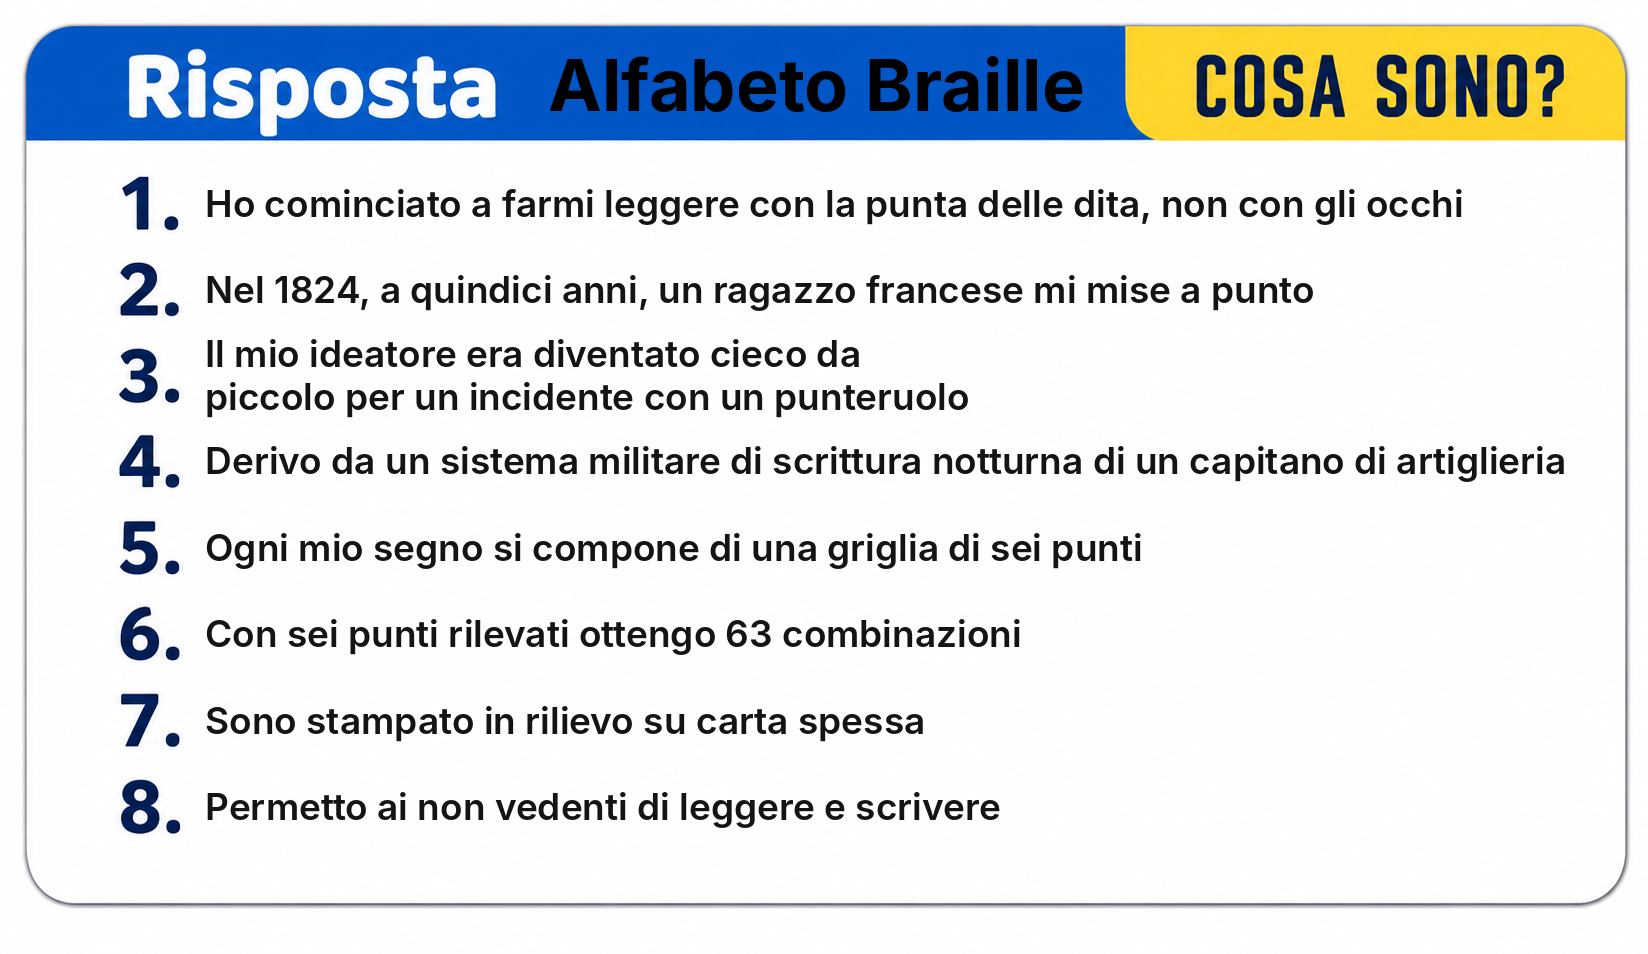 Risposta Alfabeto Braille COSA SONO?
1. Ho cominciato a farmi leggere con la punta delle dita, non con gli occhi
2. Nel 1824, a quindici anni, un ragazzo francese mi mise a punto
3. Il mio ideatore era diventato cieco da
piccolo per un incidente con un punteruolo
4. Derivo da un sistema militare di scrittura notturna di un capitano di artiglieria
5. Ogni mio segno si compone di una griglia di sei punti
6. Con sei punti rilevati ottengo 63 combinazioni
7. Sono stampato in rilievo su carta spessa
8. Permetto ai non vedenti di leggere e scrivere